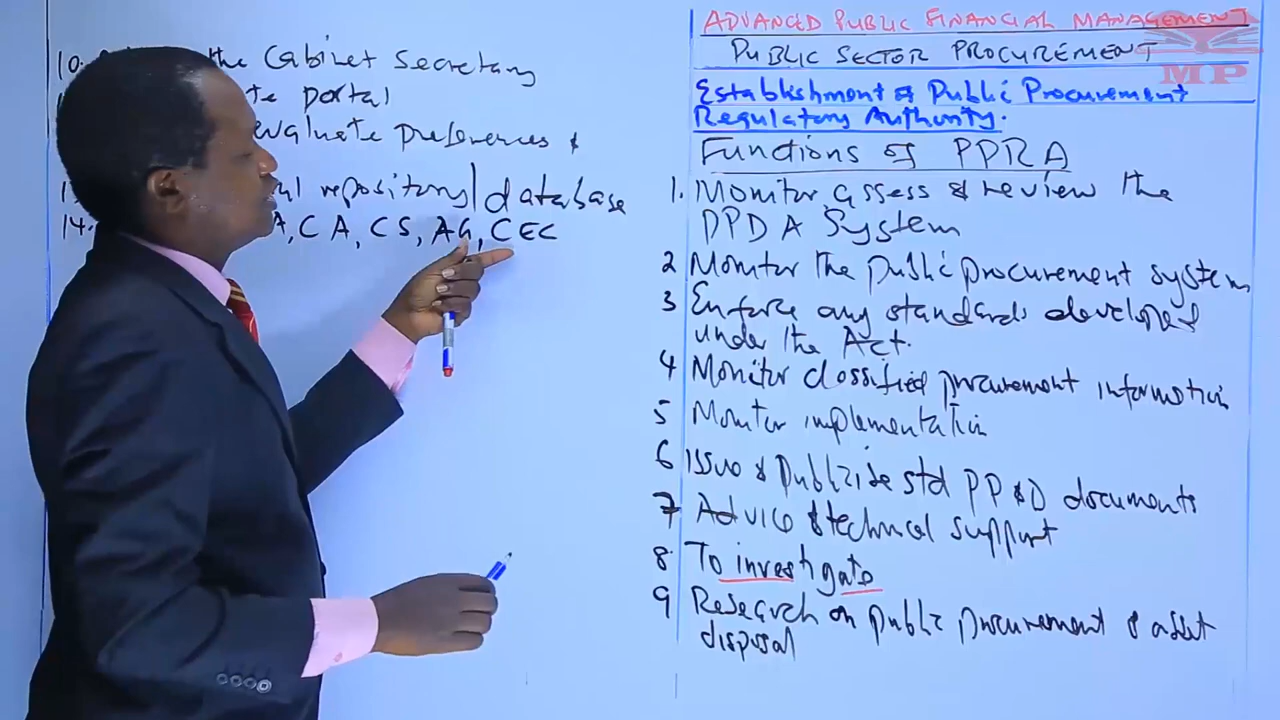 10. the Cabinet Secretary
te portal
evaluate preferences &
al repository/database
14. A, CA, CS, AG, CEC
ADVANCED PUBLIC FINANCIAL MANAGEMENT
PUBLIC SECTOR PROCUREMENT
MP
Establishment of Public Procurement
Regulatory Authority.
Functions of PPRA
1. Monitor, assess & review the
PPDA System
2 Monitor the public procurement system
3 Enforce any standards developed
under the Act.
4 Monitor classified procurement information
5 Monitor implementation
6 Issue & publicise std PP&D documents
7 Advice & technical support
8. To investigate
9 Research on public procurement & asset
disposal